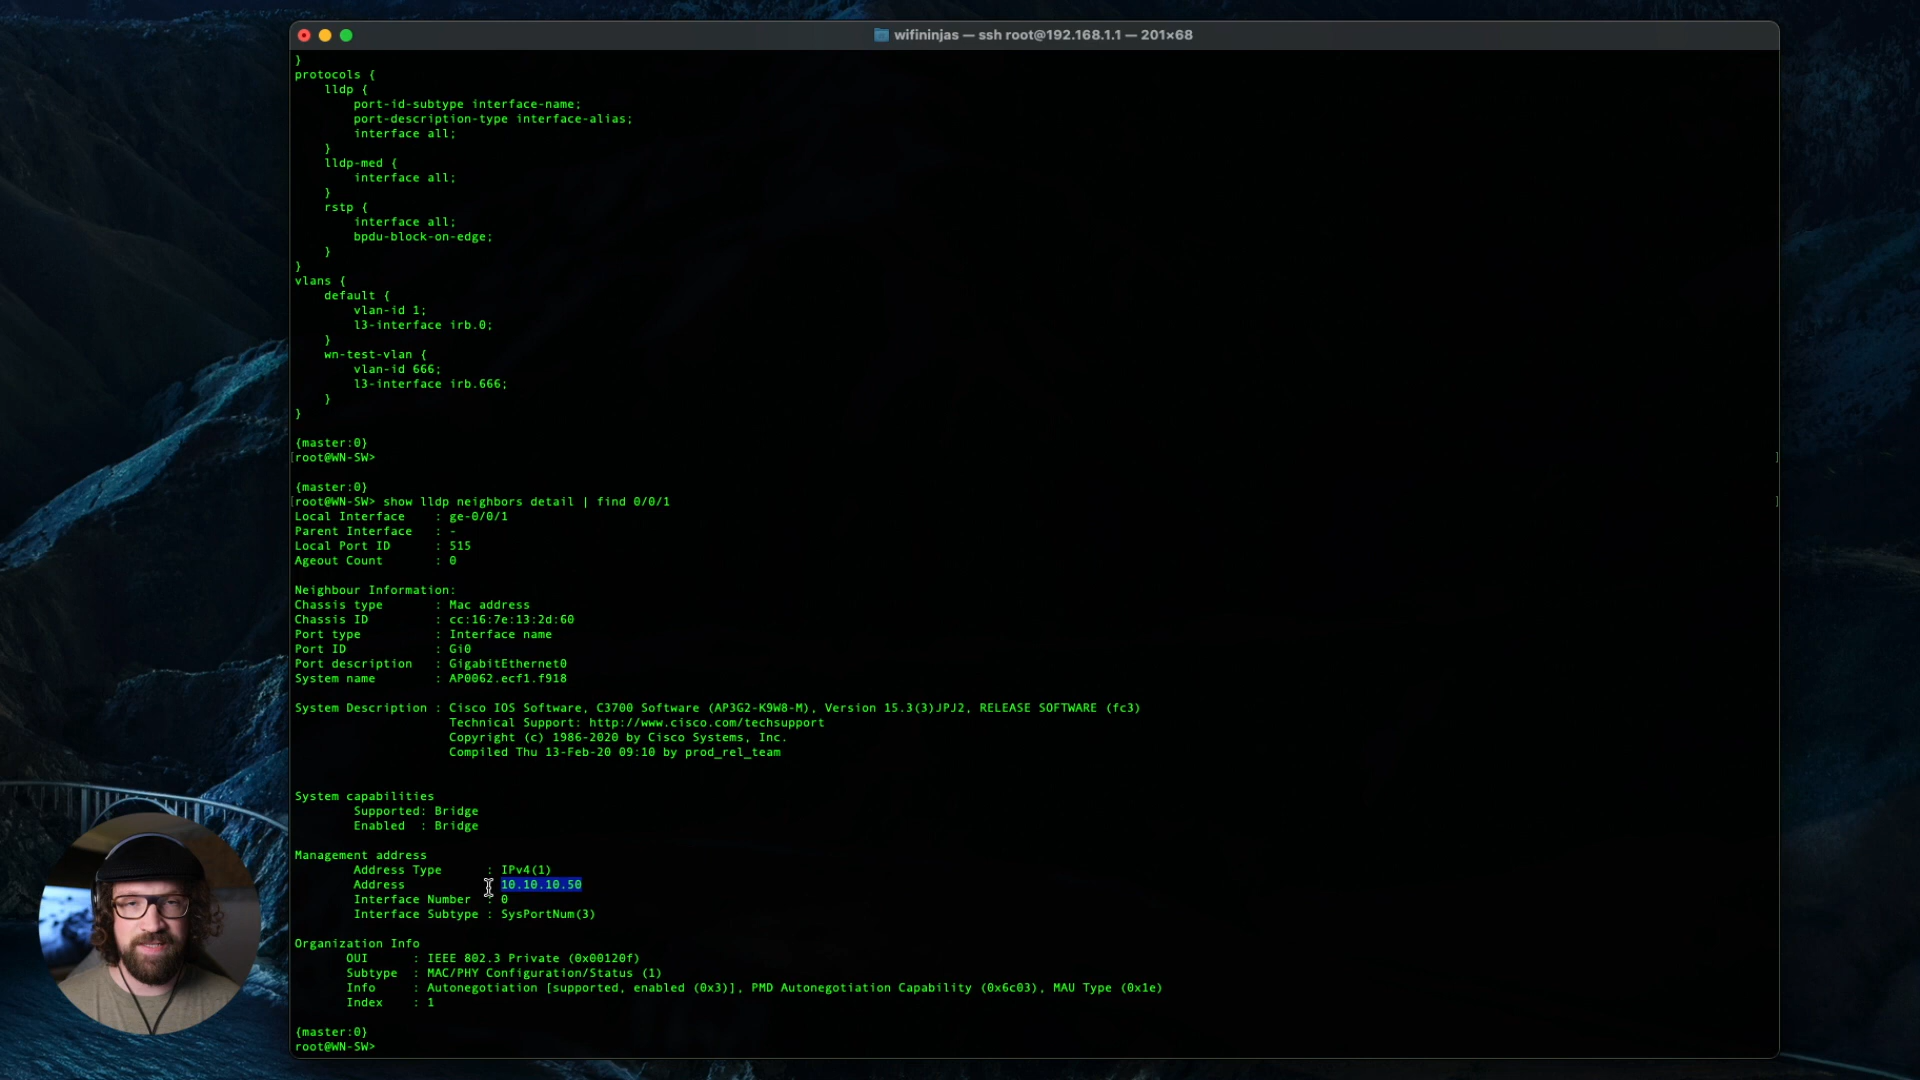 wifininjas — ssh root@192.168.1.1 — 201×68
}
protocols {
    lldp {
        port-id-subtype interface-name;
        port-description-type interface-alias;
        interface all;
    }
    lldp-med {
        interface all;
    }
    rstp {
        interface all;
        bpdu-block-on-edge;
    }
}
vlans {
    default {
        vlan-id 1;
        l3-interface irb.0;
    }
    wn-test-vlan {
        vlan-id 666;
        l3-interface irb.666;
    }
}
{master:0}
[root@WN-SW> ]
{master:0}
[root@WN-SW> show lldp neighbors detail | find 0/0/1 ]
Local Interface    : ge-0/0/1
Parent Interface   : -
Local Port ID      : 515
Ageout Count       : 0
Neighbour Information:
Chassis type       : Mac address
Chassis ID         : cc:16:7e:13:2d:60
Port type          : Interface name
Port ID            : Gi0
Port description   : GigabitEthernet0
System name        : AP0062.ecf1.f918
System Description : Cisco IOS Software, C3700 Software (AP3G2-K9W8-M), Version 15.3(3)JPJ2, RELEASE SOFTWARE (fc3)
Technical Support: http://www.cisco.com/techsupport
Copyright (c) 1986-2020 by Cisco Systems, Inc.
Compiled Thu 13-Feb-20 09:10 by prod_rel_team
System capabilities
        Supported: Bridge
        Enabled  : Bridge
Management address
        Address Type      : IPv4(1)
        Address           : 10.10.10.50
        Interface Number  : 0
        Interface Subtype : SysPortNum(3)
Organization Info
       OUI      : IEEE 802.3 Private (0x00120f)
       Subtype  : MAC/PHY Configuration/Status (1)
       Info     : Autonegotiation [supported, enabled (0x3)], PMD Autonegotiation Capability (0x6c03), MAU Type (0x1e)
       Index    : 1
{master:0}
root@WN-SW>